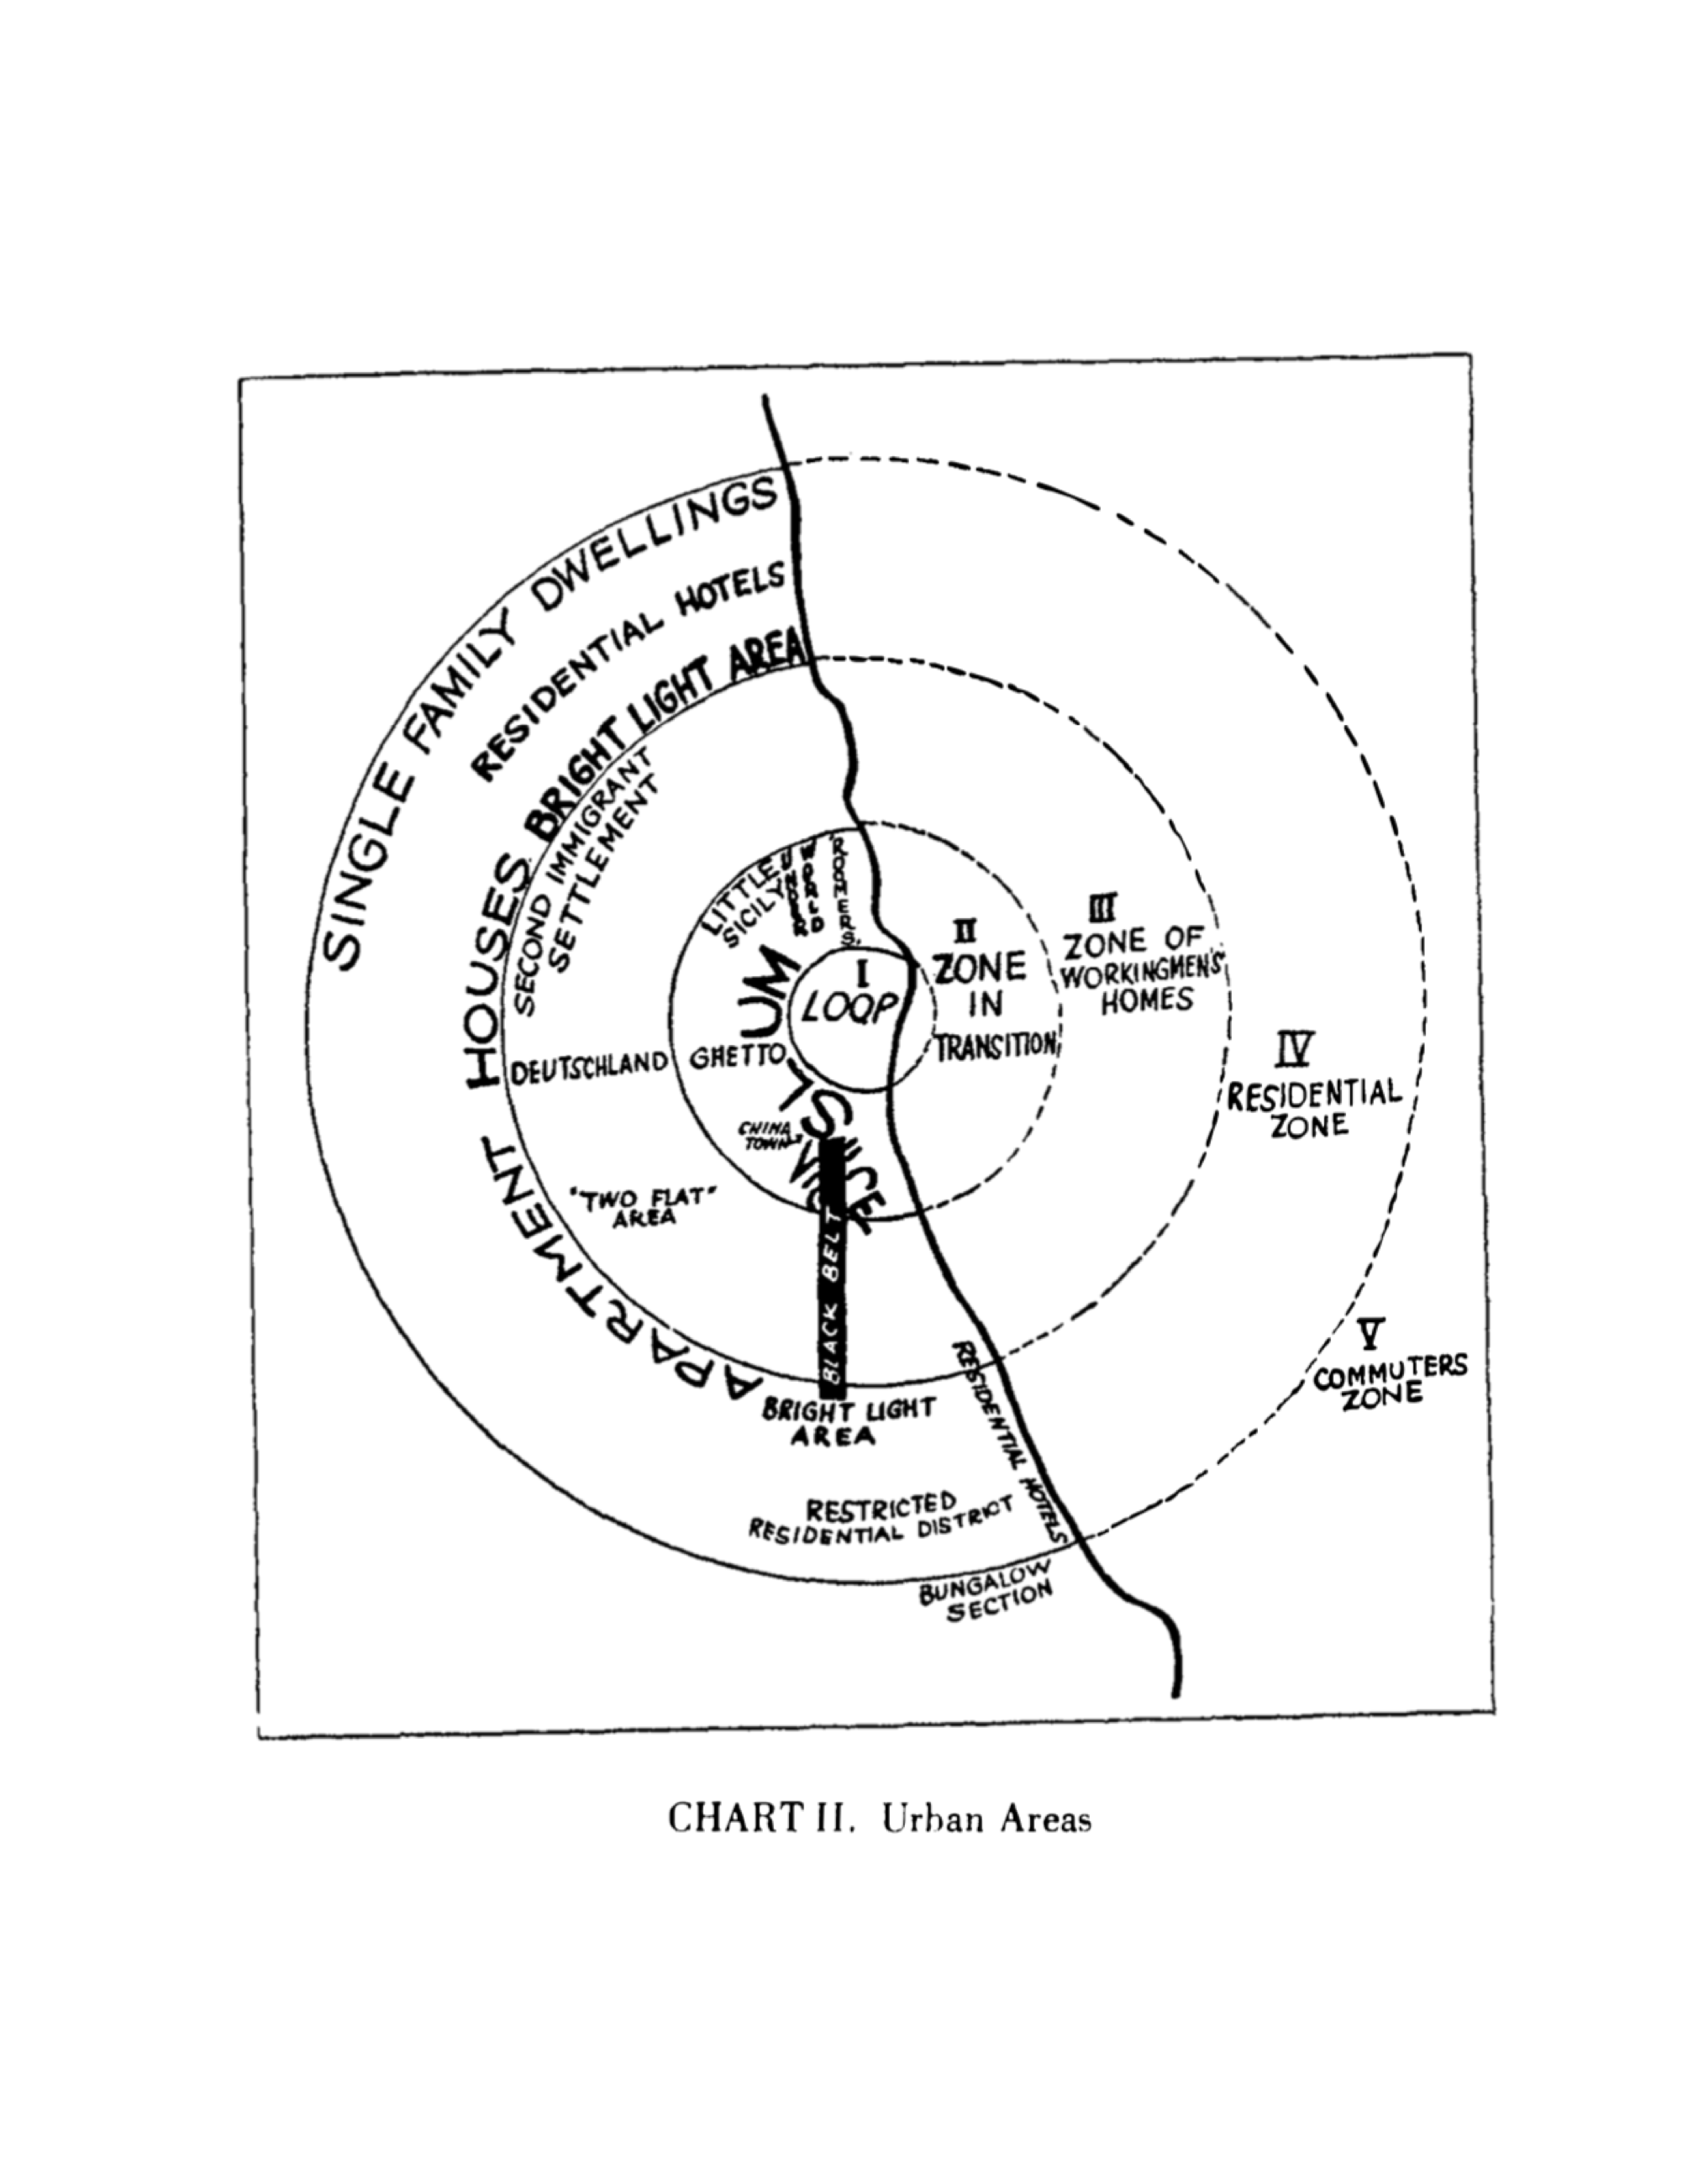 SINGLE FAMILY DWELLINGS
RESIDENTIAL HOTELS
BRIGHT LIGHT AREA
SECOND IMMIGRANT
SETTLEMENT
LITTLE
SICILY
UNDER
WORLD
ROOMERS.
I
LOOP
II
ZONE
IN
TRANSITION
III
ZONE OF
WORKINGMEN'S
HOMES
IV
RESIDENTIAL
ZONE
V
COMMUTERS
ZONE
APARTMENT HOUSES
DEUTSCHLAND
GHETTO
SLUM
CHINA
TOWN
VICE
"TWO FLAT"
AREA
BLACK BELT
BRIGHT LIGHT
AREA
RESIDENTIAL HOTELS
RESTRICTED
RESIDENTIAL DISTRICT
BUNGALOW
SECTION
CHART II. Urban Areas